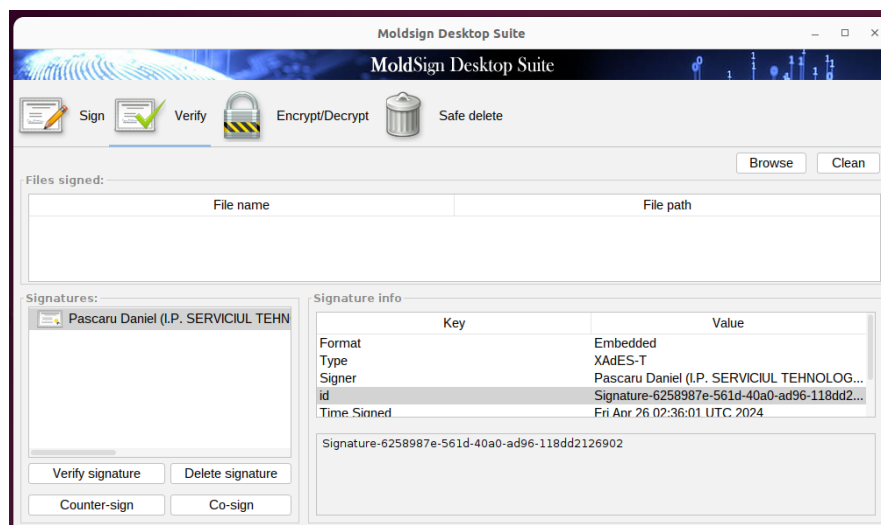 Moldsign Desktop Suite
MoldSign Desktop Suite
Sign Verify Encrypt/Decrypt Safe delete
Browse Clean
Files signed:
File name File path
Signatures:
Pascaru Daniel (I.P. SERVICIUL TEHN
Verify signature Delete signature
Counter-sign Co-sign
Signature info
Key Value
Format Embedded
Type XAdES-T
Signer Pascaru Daniel (I.P. SERVICIUL TEHNOLOG...
id Signature-6258987e-561d-40a0-ad96-118dd2...
Time Signed Fri Apr 26 02:36:01 UTC 2024
Signature-6258987e-561d-40a0-ad96-118dd2126902